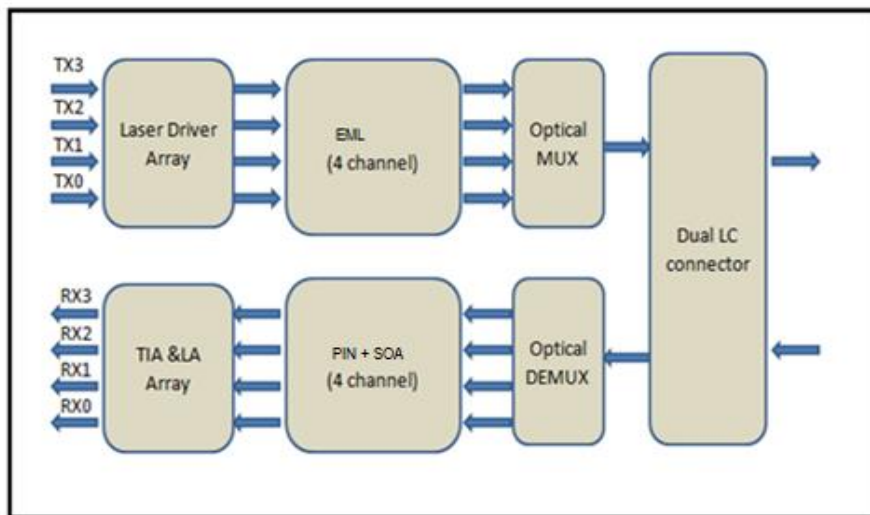 TX3
TX2
TX1
TX0
Laser Driver
Array
EML
(4 channel)
Optical
MUX
Dual LC
connector
RX3
RX2
RX1
RX0
TIA &LA
Array
PIN + SOA
(4 channel)
Optical
DEMUX